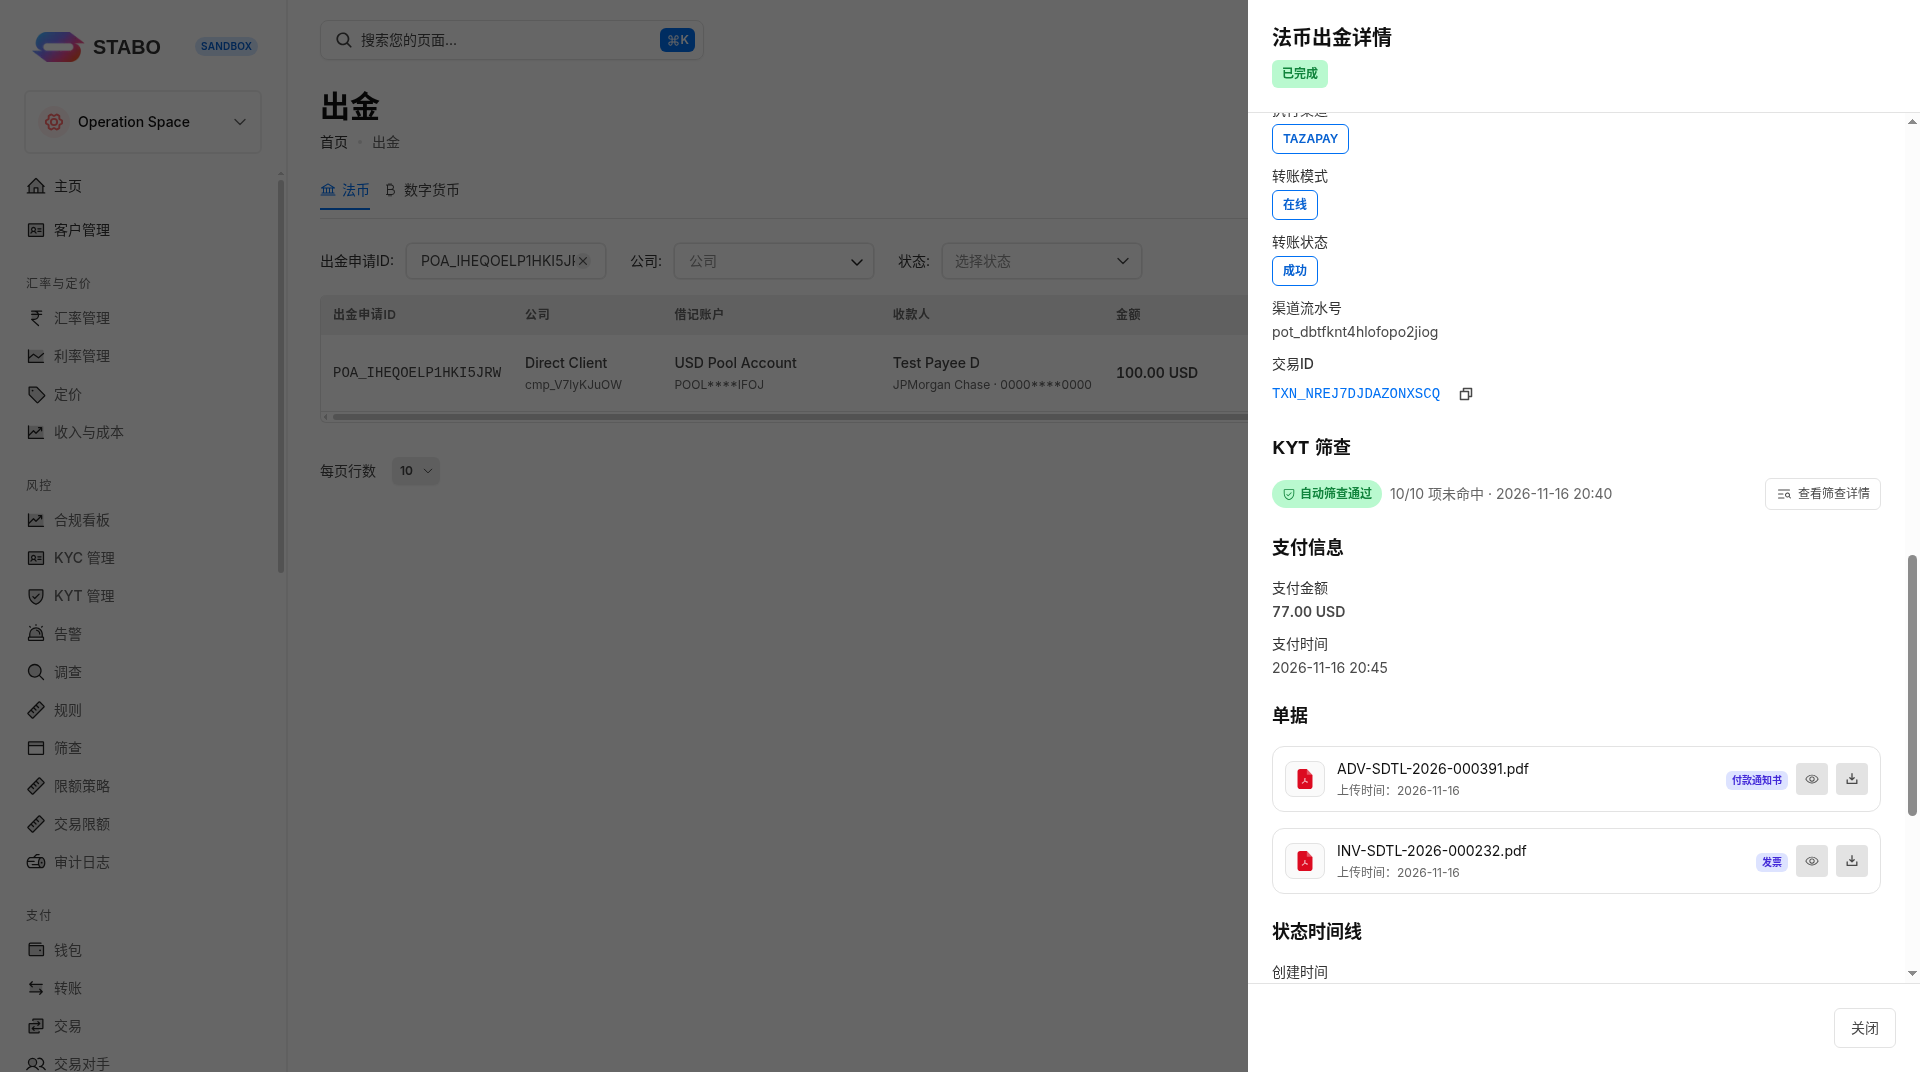 STABO
SANDBOX
Operation Space
主页
客户管理
汇率与定价
汇率管理
利率管理
定价
收入与成本
风控
合规看板
KYC 管理
KYT 管理
告警
调查
规则
筛查
限额策略
交易限额
审计日志
支付
钱包
转账
交易
交易对手
搜索您的页面...
⌘K
出金
首页 · 出金
法币 数字货币
出金申请ID: POA_IHEQOELP1HKI5JF 公司: 公司 状态: 选择状态
出金申请ID 公司 借记账户 收款人 金额
POA_IHEQOELP1HKI5JRW Direct Client USD Pool Account Test Payee D 100.00 USD
cmp_V7IyKJuOW POOL****IFOJ JPMorgan Chase · 0000****0000
每页行数 10
法币出金详情
已完成
执行渠道
TAZAPAY
转账模式
在线
转账状态
成功
渠道流水号
pot_dbtfknt4hlofopo2jiog
交易ID
TXN_NREJ7DJDAZONXSCQ
KYT 筛查
自动筛查通过 10/10 项未命中 · 2026-11-16 20:40 查看筛查详情
支付信息
支付金额
77.00 USD
支付时间
2026-11-16 20:45
单据
ADV-SDTL-2026-000391.pdf
上传时间：2026-11-16
付款通知书
INV-SDTL-2026-000232.pdf
上传时间：2026-11-16
发票
状态时间线
创建时间
关闭